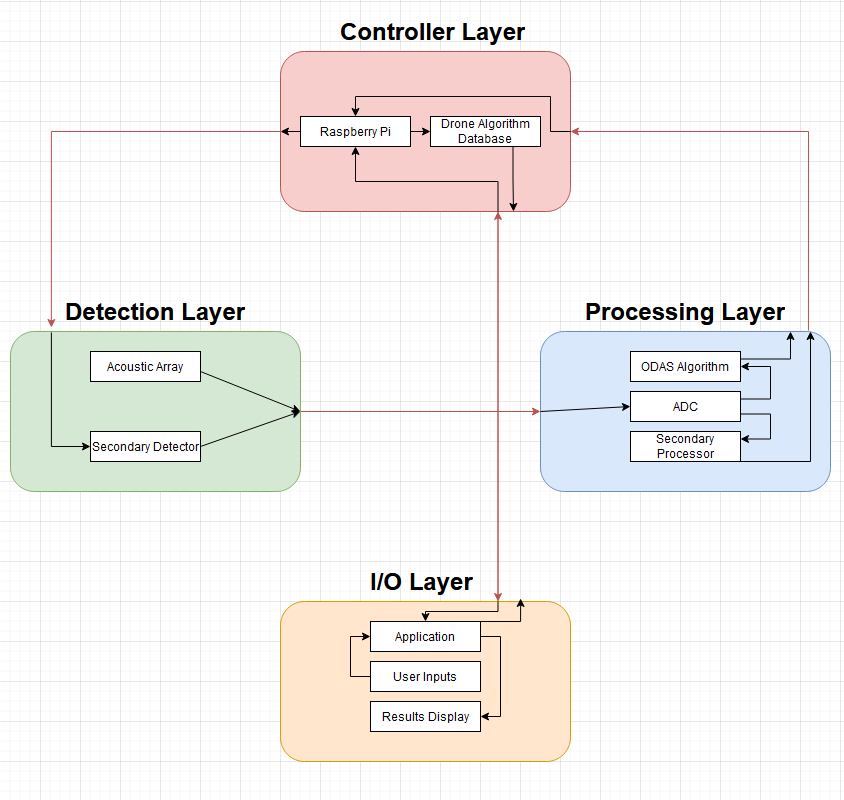 Controller Layer
Raspberry Pi
Drone Algorithm
Database
Detection Layer
Acoustic Array
Secondary Detector
Processing Layer
ODAS Algorithm
ADC
Secondary
Processor
I/O Layer
Application
User Inputs
Results Display